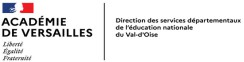 ACADÉMIE
DE VERSAILLES
Liberté
Égalité
Fraternité
Direction des services départementaux
de l'éducation nationale
du Val-d'Oise